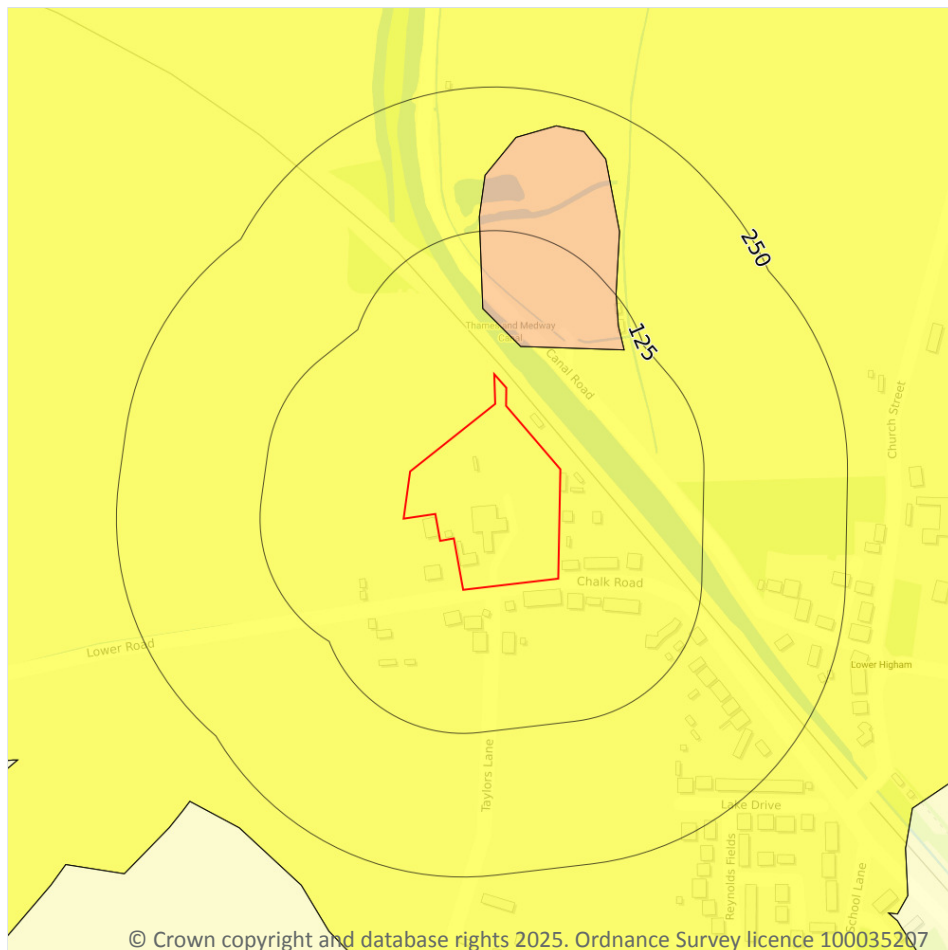 250
125
Thames and Medway
Canal
Canal Road
Church Street
Chalk Road
Lower Road
Lower Higham
Taylors Lane
Lake Drive
Reynolds Fields
School Lane
© Crown copyright and database rights 2025. Ordnance Survey licence 100035207